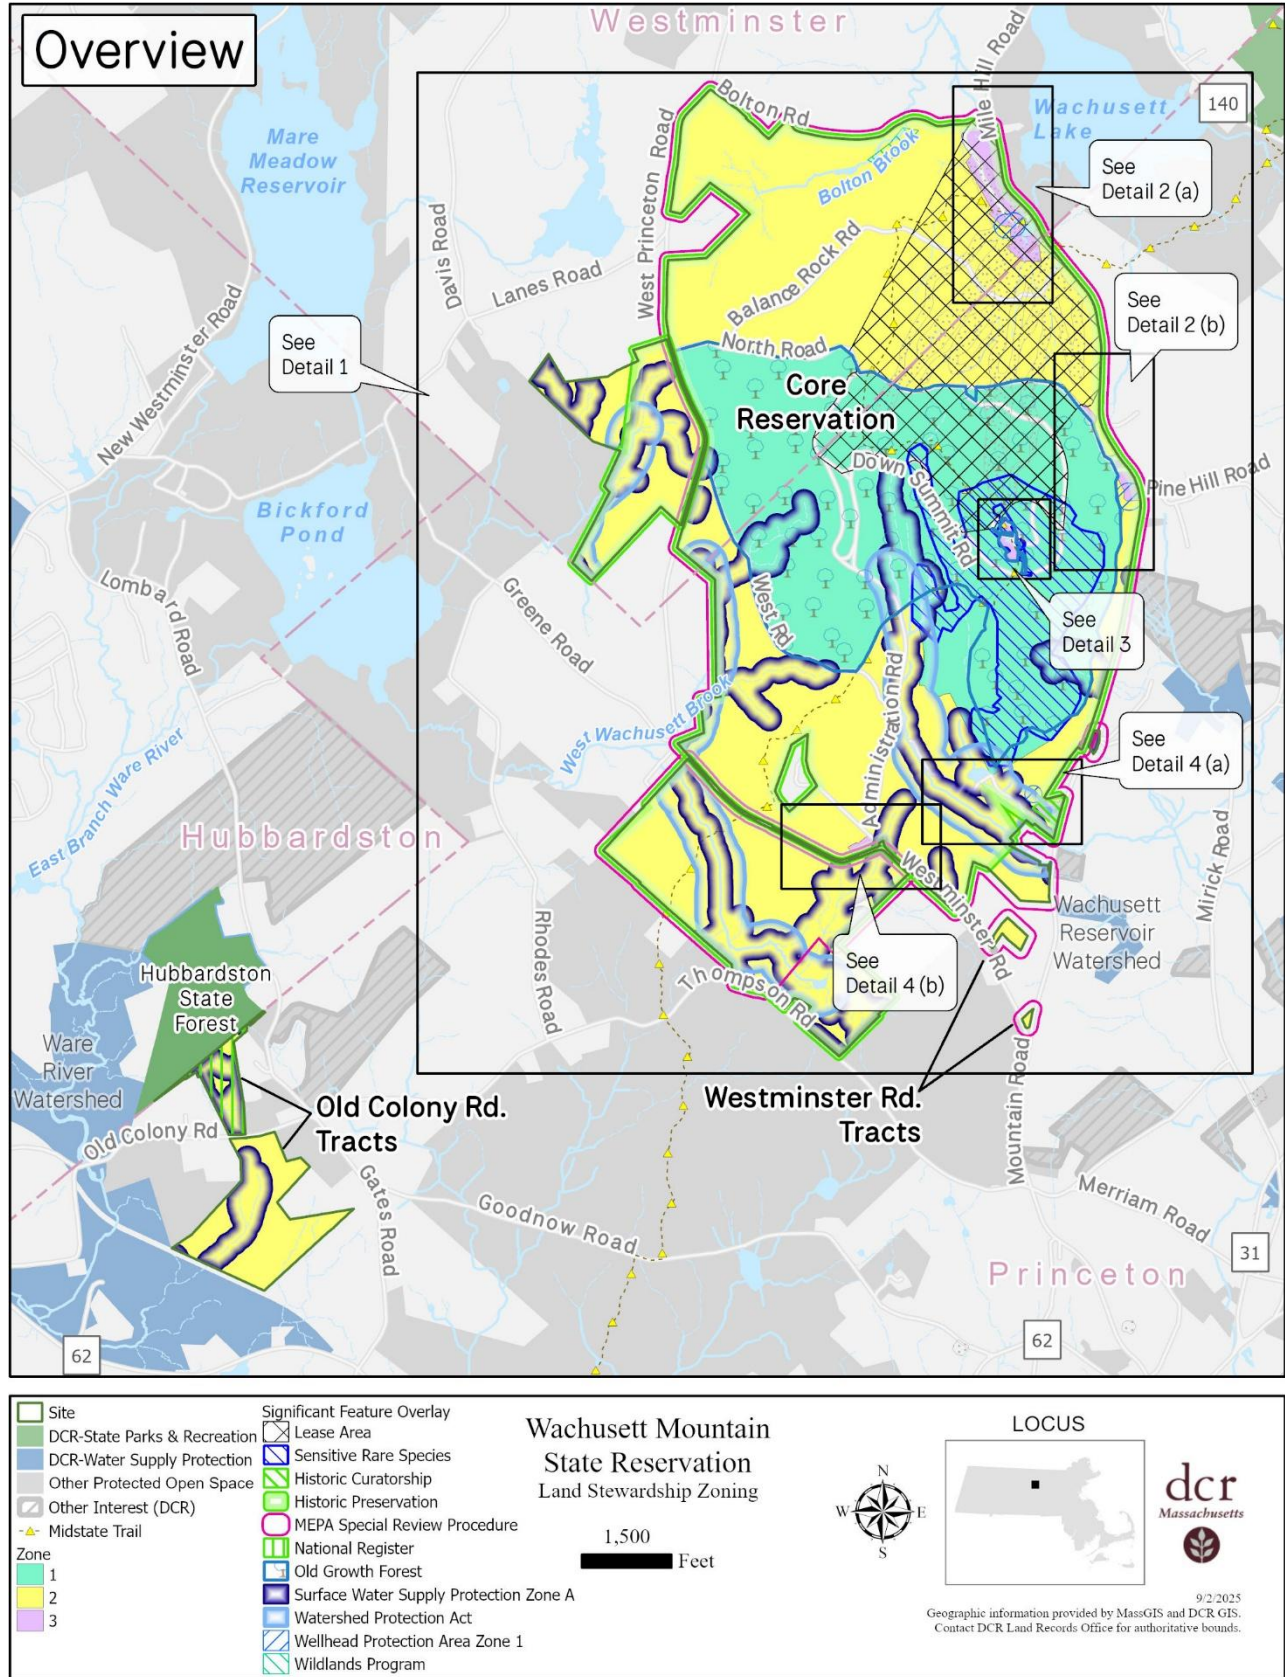 Overview
Westminster
Bolton Rd
Mile Hill Road
Wachusett
Lake
140
Mare
Meadow
Reservoir
West Princeton Road
Bolton Brook
See
Detail 2 (a)
Davis Road
Lanes Road
Balance Rock Rd
See
Detail 2 (b)
New Westminster Road
See
Detail 1
North Road
Core
Reservation
Down Summit Rd
Pine Hill Road
Bickford
Pond
Lombard Road
Greene Road
West Rd
See
Detail 3
Administration Rd
West Wachusett Brook
See
Detail 4 (a)
East Branch Ware River
Hubbardston
Mirick Road
Westminster Rd
Wachusett
Reservoir
Watershed
Rhodes Road
Thompson Rd
See
Detail 4 (b)
Hubbardston
State
Forest
Ware
River
Watershed
Old Colony Rd.
Tracts
Old Colony Rd
Westminster Rd.
Tracts
Mountain Road
Gates Road
Goodnow Road
Merriam Road
31
Princeton
62
62
Site
DCR-State Parks & Recreation
DCR-Water Supply Protection
Other Protected Open Space
Other Interest (DCR)
Midstate Trail
Zone
1
2
3
Significant Feature Overlay
Lease Area
Sensitive Rare Species
Historic Curatorship
Historic Preservation
MEPA Special Review Procedure
National Register
Old Growth Forest
Surface Water Supply Protection Zone A
Watershed Protection Act
Wellhead Protection Area Zone 1
Wildlands Program
Wachusett Mountain
State Reservation
Land Stewardship Zoning
1,500
Feet
N
W
E
S
LOCUS
dcr
Massachusetts
9/2/2025
Geographic information provided by MassGIS and DCR GIS.
Contact DCR Land Records Office for authoritative bounds.